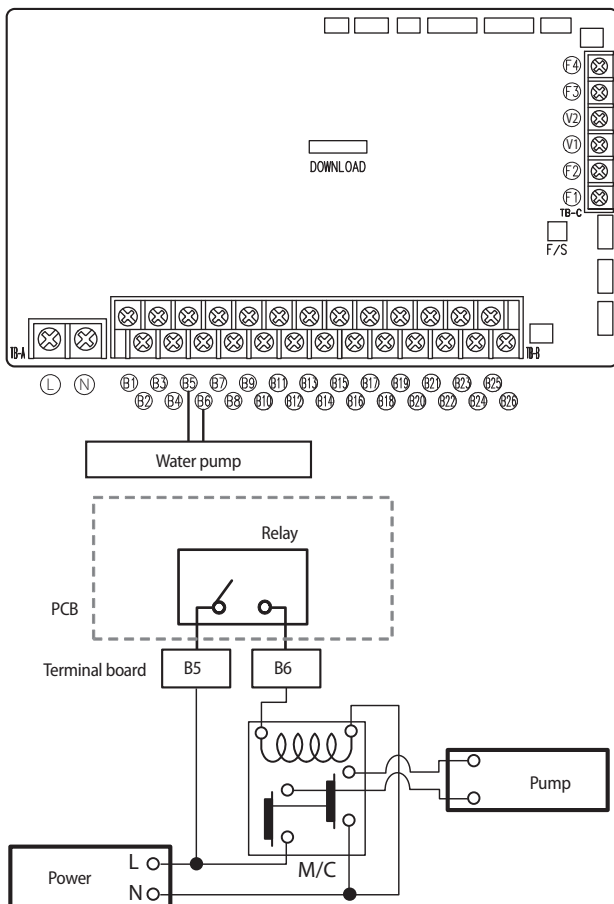 F4
F3
V2
V1
DOWNLOAD
F2
F1
TB-C
F/S
TB-A
TB-B
L N B1 B3 B5 B7 B9 B11 B13 B15 B17 B19 B21 B23 B25
B2 B4 B6 B8 B10 B12 B14 B16 B18 B20 B22 B24 B26
Water pump
Relay
PCB
Terminal board
B5
B6
Pump
M/C
Power
L
N